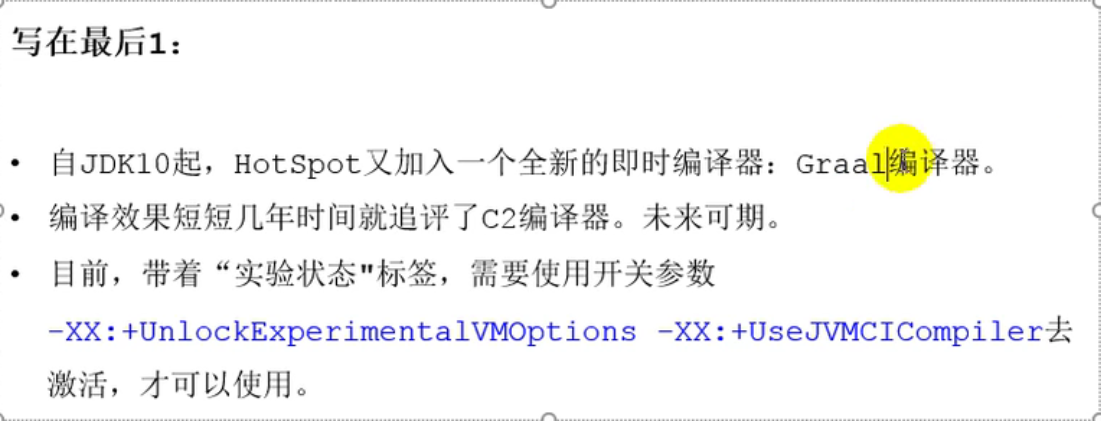 写在最后1：
• 自JDK10起，HotSpot又加入一个全新的即时编译器：Graal编译器。
• 编译效果短短几年时间就追评了C2编译器。未来可期。
• 目前，带着“实验状态"标签，需要使用开关参数
-XX:+UnlockExperimentalVMOptions -XX:+UseJVMCICompiler去
激活，才可以使用。